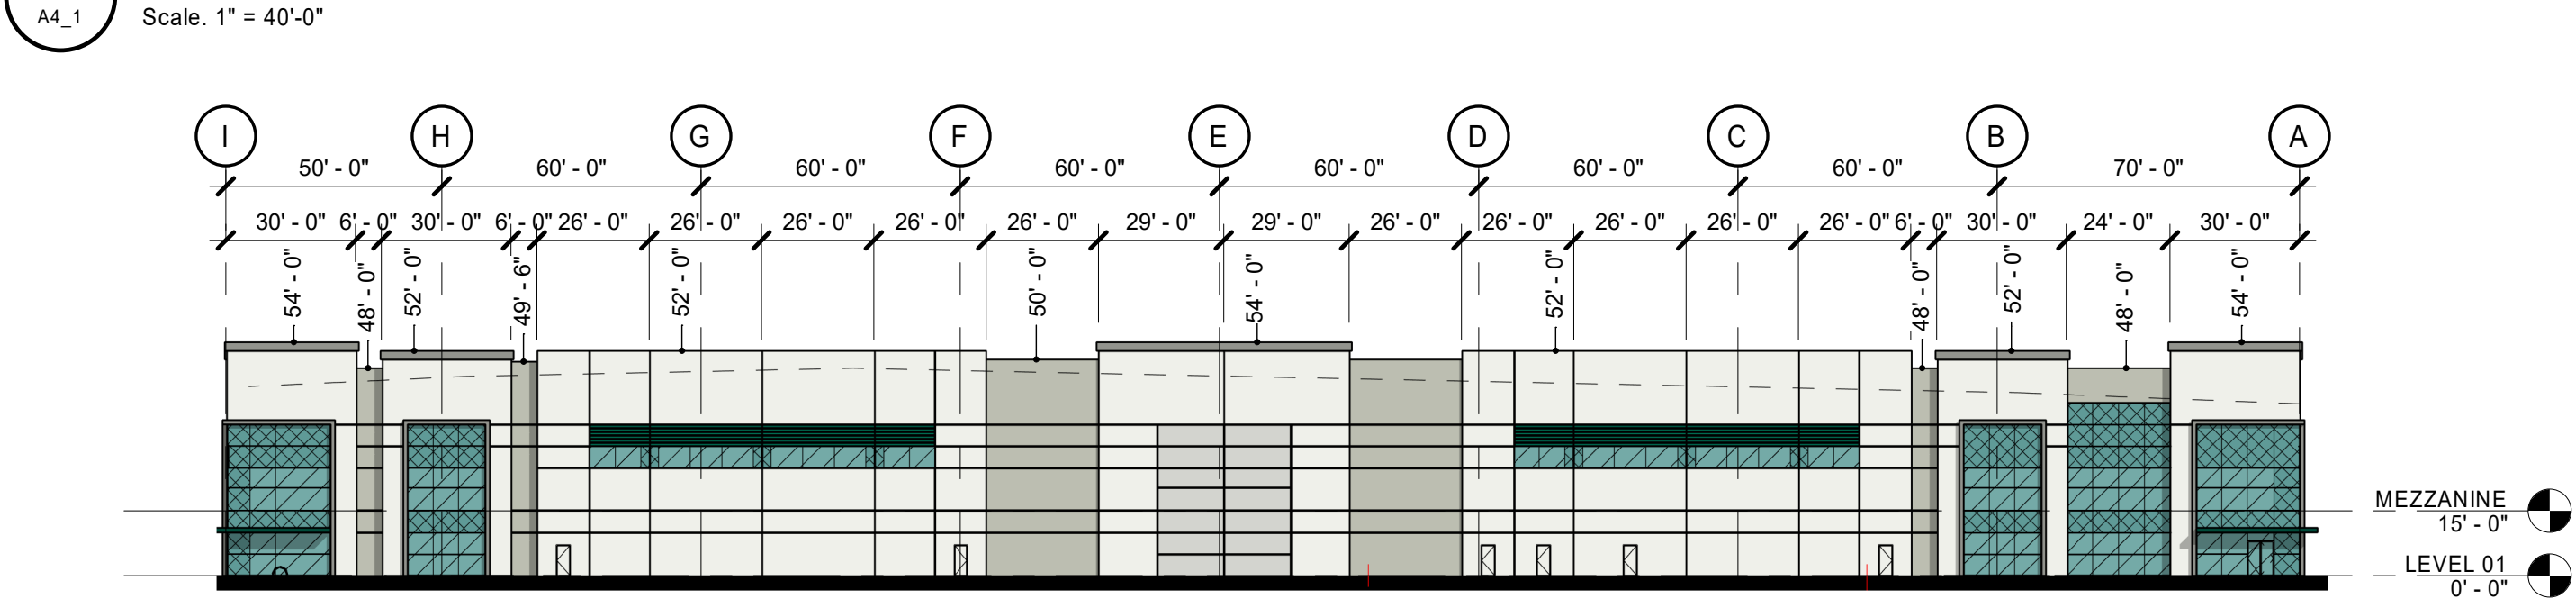 A4_1
Scale. 1" = 40'-0"
I H G F E D C B A
50' - 0" 60' - 0" 60' - 0" 60' - 0" 60' - 0" 60' - 0" 60' - 0" 70' - 0"
30' - 0" 6' - 0" 30' - 0" 6' - 0" 26' - 0" 26' - 0" 26' - 0" 26' - 0" 26' - 0" 29' - 0" 29' - 0" 26' - 0" 26' - 0" 26' - 0" 26' - 0" 26' - 0" 6' - 0" 30' - 0" 24' - 0" 30' - 0"
54' - 0" 48' - 0" 52' - 0" 49' - 6" 52' - 0" 50' - 0" 54' - 0" 52' - 0" 48' - 0" 52' - 0" 48' - 0" 54' - 0"
MEZZANINE
15' - 0"
LEVEL 01
0' - 0"